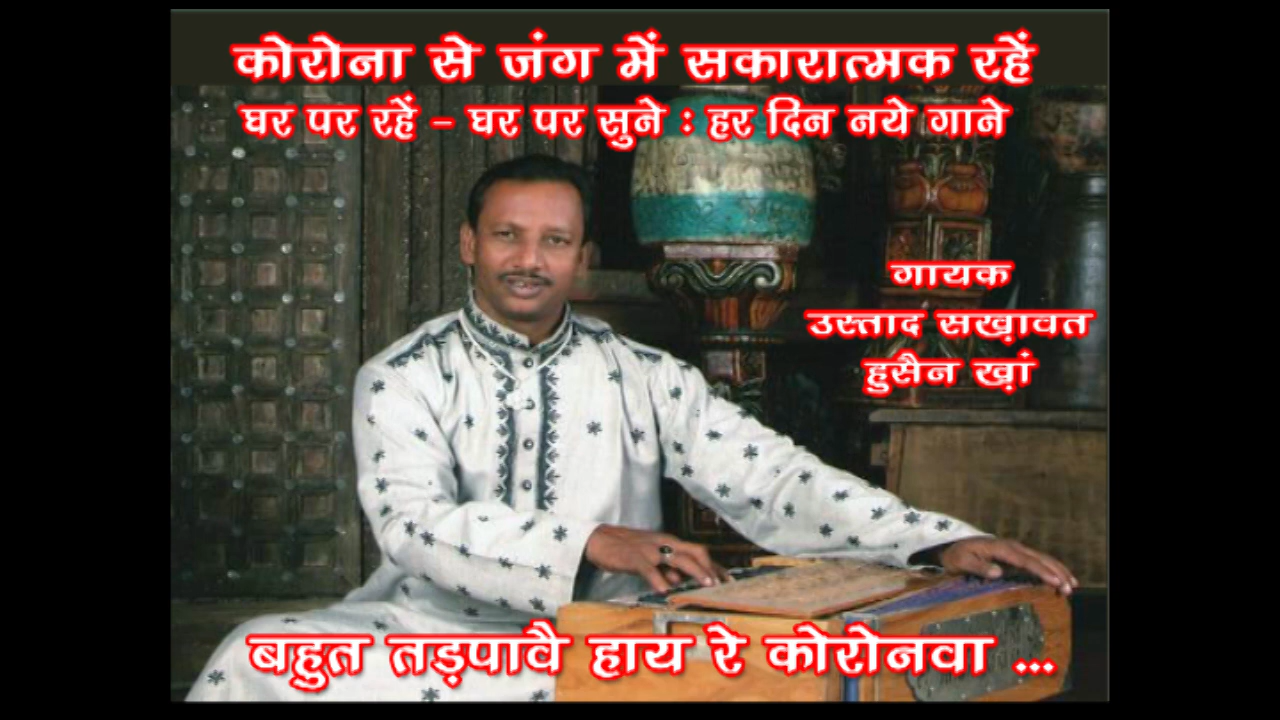 कोरोना से जंग में सकारात्मक रहें
घर पर रहें - घर पर सुने : हर दिन नये गाने
गायक
उस्ताद सख़ावत
हुसैन ख़ां
बहुत तड़पावै हाय रे कोरोनवा ...